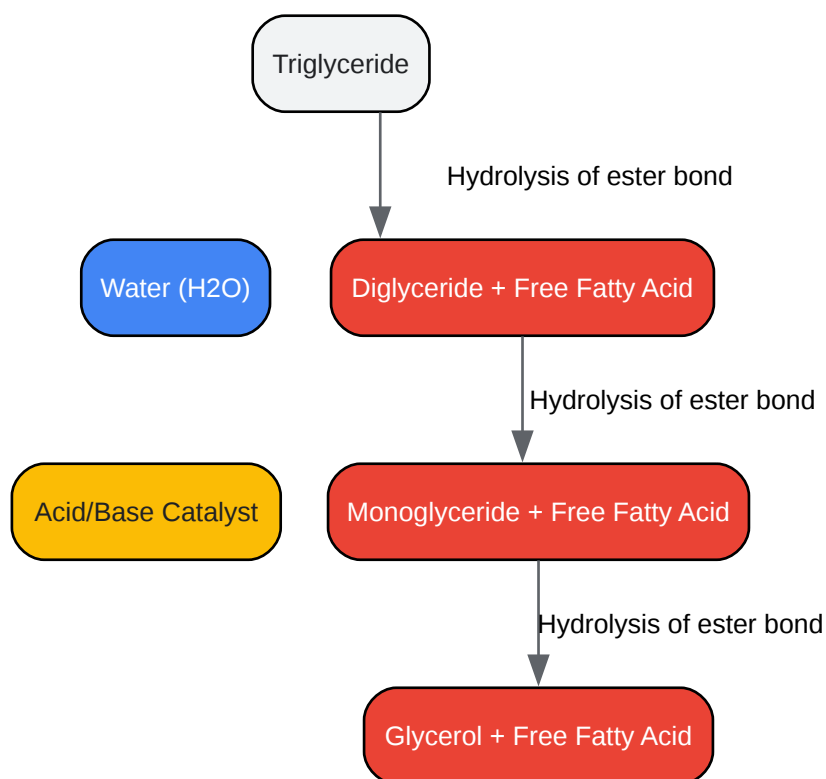 Triglyceride
Hydrolysis of ester bond
Water (H2O)
Diglyceride + Free Fatty Acid
Hydrolysis of ester bond
Acid/Base Catalyst
Monoglyceride + Free Fatty Acid
Hydrolysis of ester bond
Glycerol + Free Fatty Acid